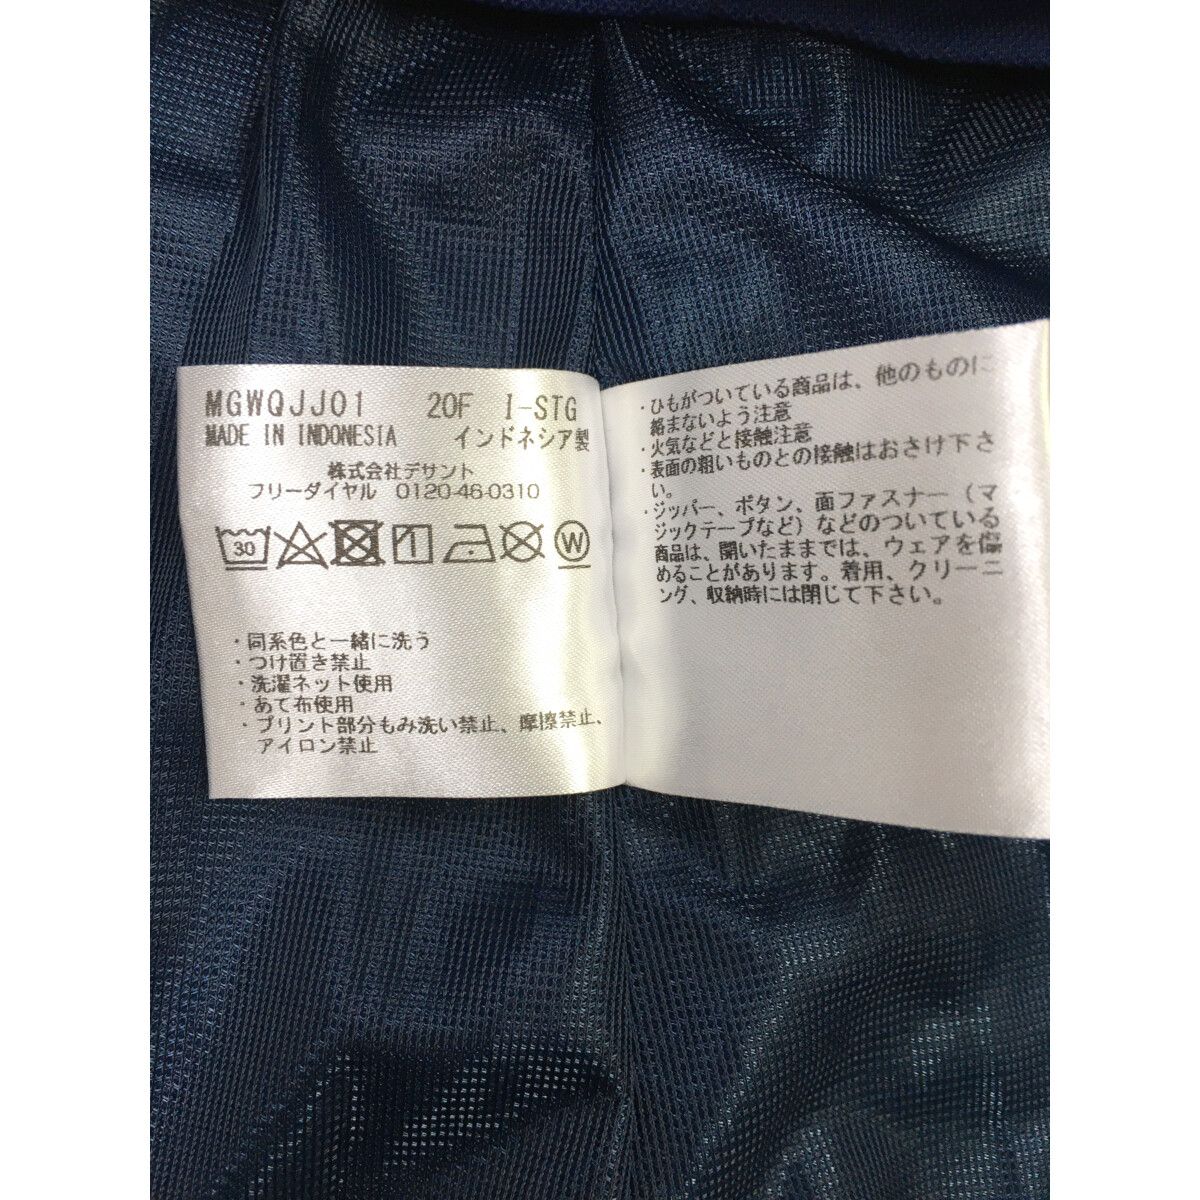 MGWQJJ01 20F I-STG
MADE IN INDONESIA インドネシア製
株式会社デサント
フリーダイヤル 0120-46-0310
30 W
・同系色と一緒に洗う
・つけ置き禁止
・洗濯ネット使用
・あて布使用
・プリント部分もみ洗い禁止、摩擦禁止、
アイロン禁止
・ひもがついている商品は、他のものに
絡まないよう注意
・火気などと接触注意
・表面の粗いものとの接触はおさけ下さ
い。
・ジッパー、ボタン、面ファスナー（マ
ジックテープなど）などのついている
商品は、開いたままでは、ウェアを傷
めることがあります。着用、クリーニ
ング、収納時には閉じて下さい。